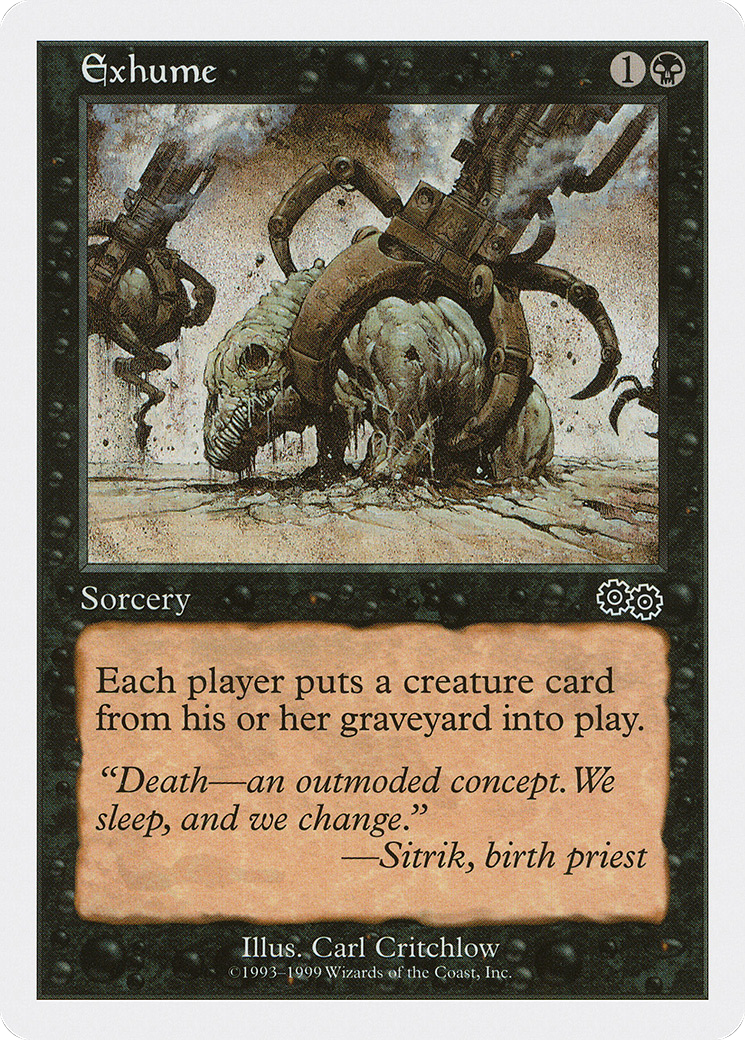 Exhume 1
Sorcery
Each player puts a creature card
from his or her graveyard into play.
“Death—an outmoded concept. We
sleep, and we change.”
—Sitrik, birth priest
Illus. Carl Critchlow
©1993–1999 Wizards of the Coast, Inc.